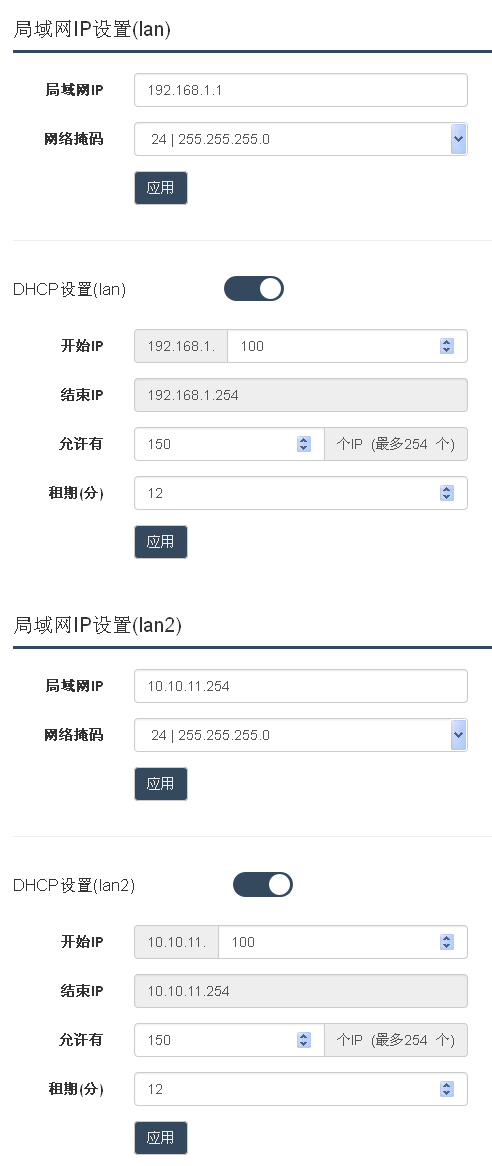 局域网IP设置(lan)
局域网IP 192.168.1.1
网络掩码 24 | 255.255.255.0
应用
DHCP设置(lan)
开始IP 192.168.1. 100
结束IP 192.168.1.254
允许有 150 个IP (最多254 个)
租期(分) 12
应用
局域网IP设置(lan2)
局域网IP 10.10.11.254
网络掩码 24 | 255.255.255.0
应用
DHCP设置(lan2)
开始IP 10.10.11. 100
结束IP 10.10.11.254
允许有 150 个IP (最多254 个)
租期(分) 12
应用